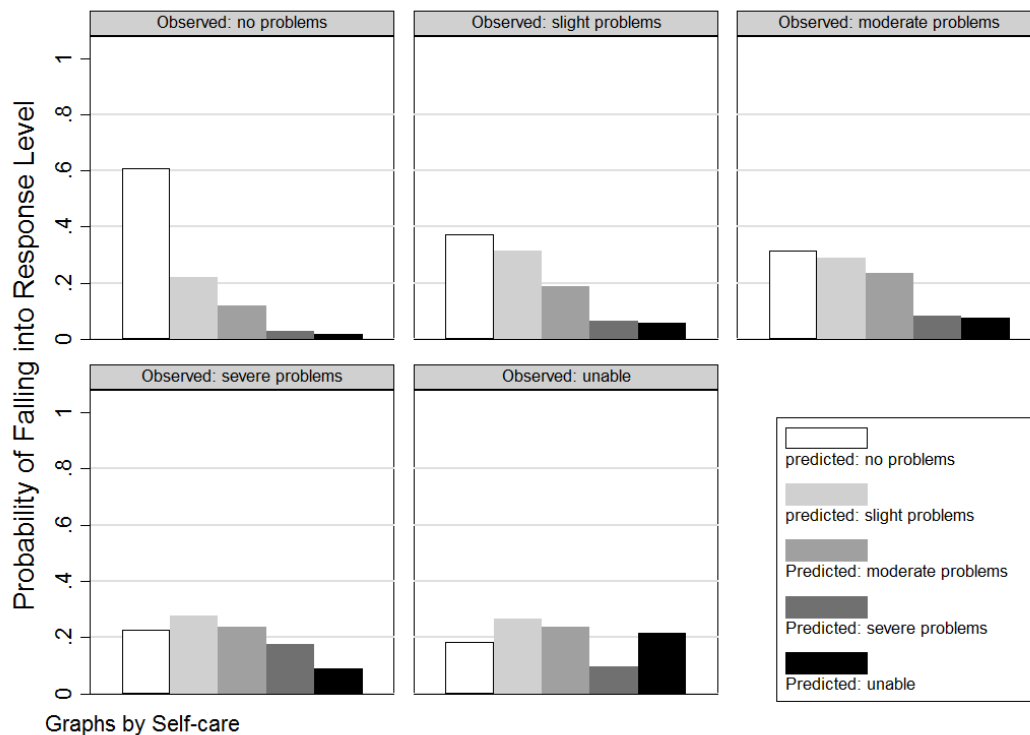 Observed: no problems
Observed: slight problems
Observed: moderate problems
Probability of Falling into Response Level
1
.8
.6
.4
.2
0
Observed: severe problems
Observed: unable
1
.8
.6
.4
.2
0
predicted: no problems
predicted: slight problems
Predicted: moderate problems
Predicted: severe problems
Predicted: unable
Graphs by Self-care